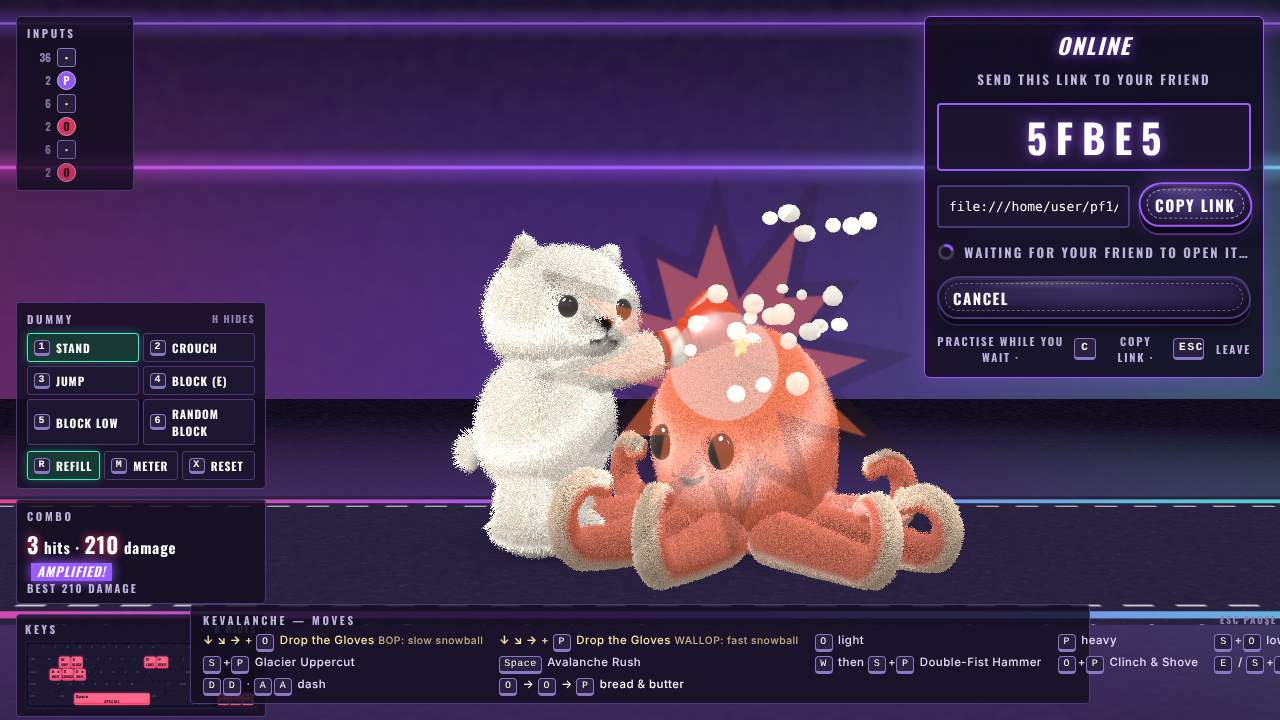 INPUTS
36 ·
2 P
6 ·
2 O
6 ·
2 O
ONLINE
SEND THIS LINK TO YOUR FRIEND
5FBE5
file:///home/user/pf1/
COPY LINK
WAITING FOR YOUR FRIEND TO OPEN IT…
CANCEL
PRACTISE WHILE YOU WAIT · C COPY LINK · ESC LEAVE
DUMMY H HIDES
1 STAND 2 CROUCH
3 JUMP 4 BLOCK (E)
5 BLOCK LOW 6 RANDOM BLOCK
R REFILL M METER X RESET
COMBO
3 hits · 210 damage
AMPLIFIED!
BEST 210 DAMAGE
KEYS
Space
SPECIAL
ESC PAUSE
KEVALANCHE — MOVES
↓ ↘ → + O Drop the Gloves BOP: slow snowball ↓ ↘ → + P Drop the Gloves WALLOP: fast snowball O light P heavy S + O lo
S + P Glacier Uppercut Space Avalanche Rush W then S + P Double-Fist Hammer O + P Clinch & Shove E / S +
D D · A A dash O → O → P bread & butter